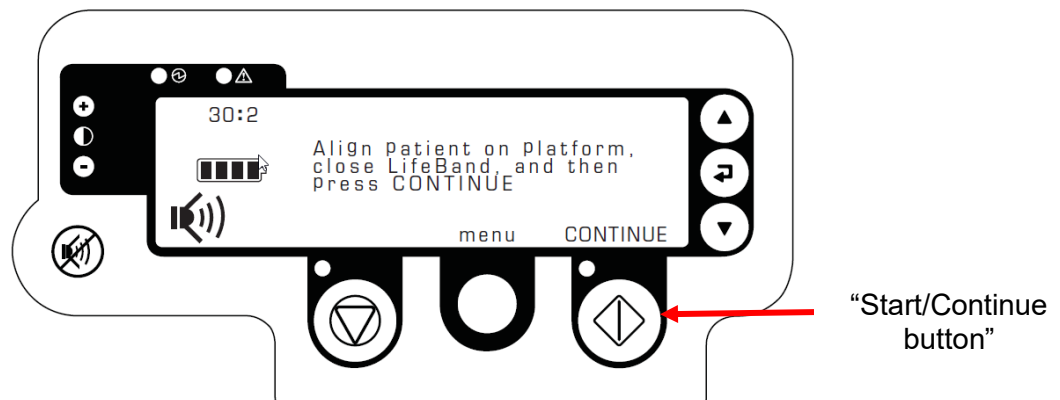 30:2
Align patient on platform,
close LifeBand, and then
press CONTINUE
menu CONTINUE
“Start/Continue
button”